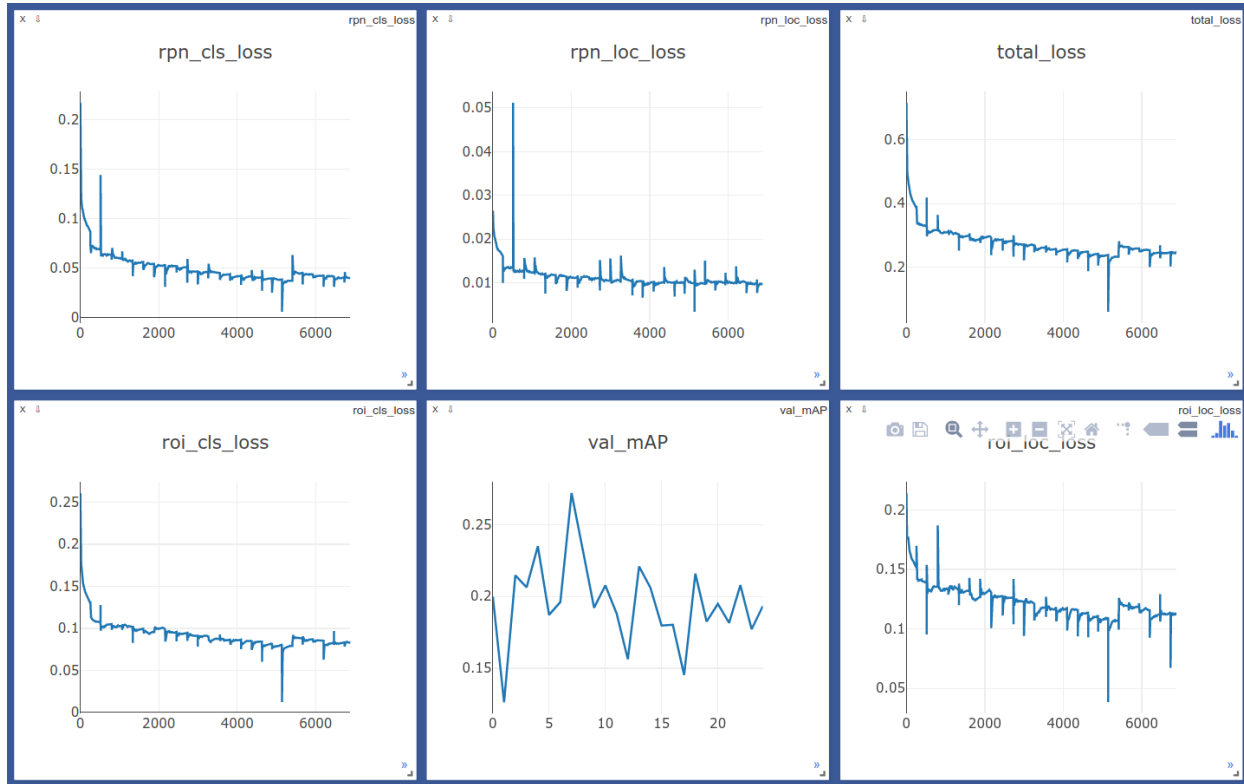 x ⇩ rpn_cls_loss
rpn_cls_loss
0.2
0.15
0.1
0.05
0
0 2000 4000 6000
»
x ⇩ rpn_loc_loss
rpn_loc_loss
0.05
0.04
0.03
0.02
0.01
0 2000 4000 6000
»
x ⇩ total_loss
total_loss
0.6
0.4
0.2
0 2000 4000 6000
»
x ⇩ roi_cls_loss
roi_cls_loss
0.25
0.2
0.15
0.1
0.05
0
0 2000 4000 6000
»
x ⇩ val_mAP
val_mAP
0.25
0.2
0.15
0 5 10 15 20
»
x ⇩ roi_loc_loss
roi_loc_loss
0.2
0.15
0.1
0.05
0 2000 4000 6000
»